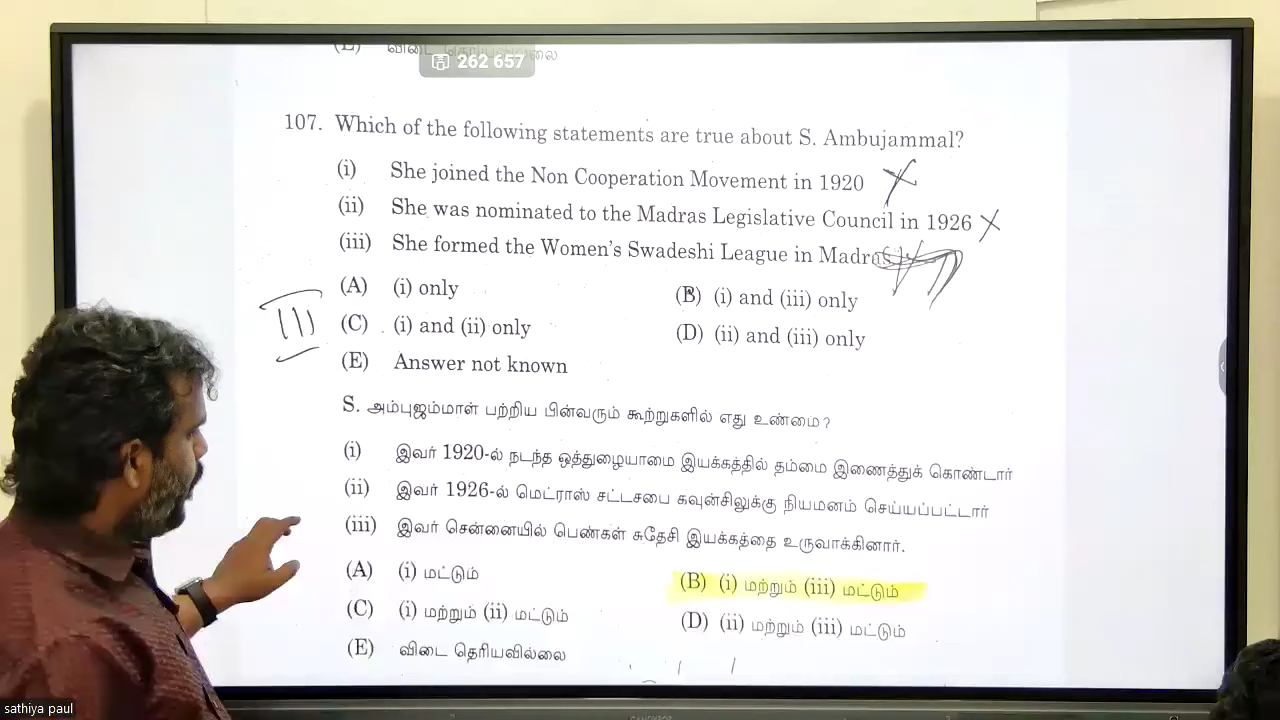 (E) விடை தெரியவில்லை
262 657
107. Which of the following statements are true about S. Ambujammal?
(i) She joined the Non Cooperation Movement in 1920
(ii) She was nominated to the Madras Legislative Council in 1926
(iii) She formed the Women's Swadeshi League in Madras
(A) (i) only (B) (i) and (iii) only
III
(C) (i) and (ii) only (D) (ii) and (iii) only
(E) Answer not known
S. அம்புஜம்மாள் பற்றிய பின்வரும் கூற்றுகளில் எது உண்மை?
(i) இவர் 1920-ல் நடந்த ஒத்துழையாமை இயக்கத்தில் தம்மை இணைத்துக் கொண்டார்
(ii) இவர் 1926-ல் மெட்ராஸ் சட்டசபை கவுன்சிலுக்கு நியமனம் செய்யப்பட்டார்
(iii) இவர் சென்னையில் பெண்கள் சுதேசி இயக்கத்தை உருவாக்கினார்.
(A) (i) மட்டும் (B) (i) மற்றும் (iii) மட்டும்
(C) (i) மற்றும் (ii) மட்டும் (D) (ii) மற்றும் (iii) மட்டும்
(E) விடை தெரியவில்லை
sathiya paul